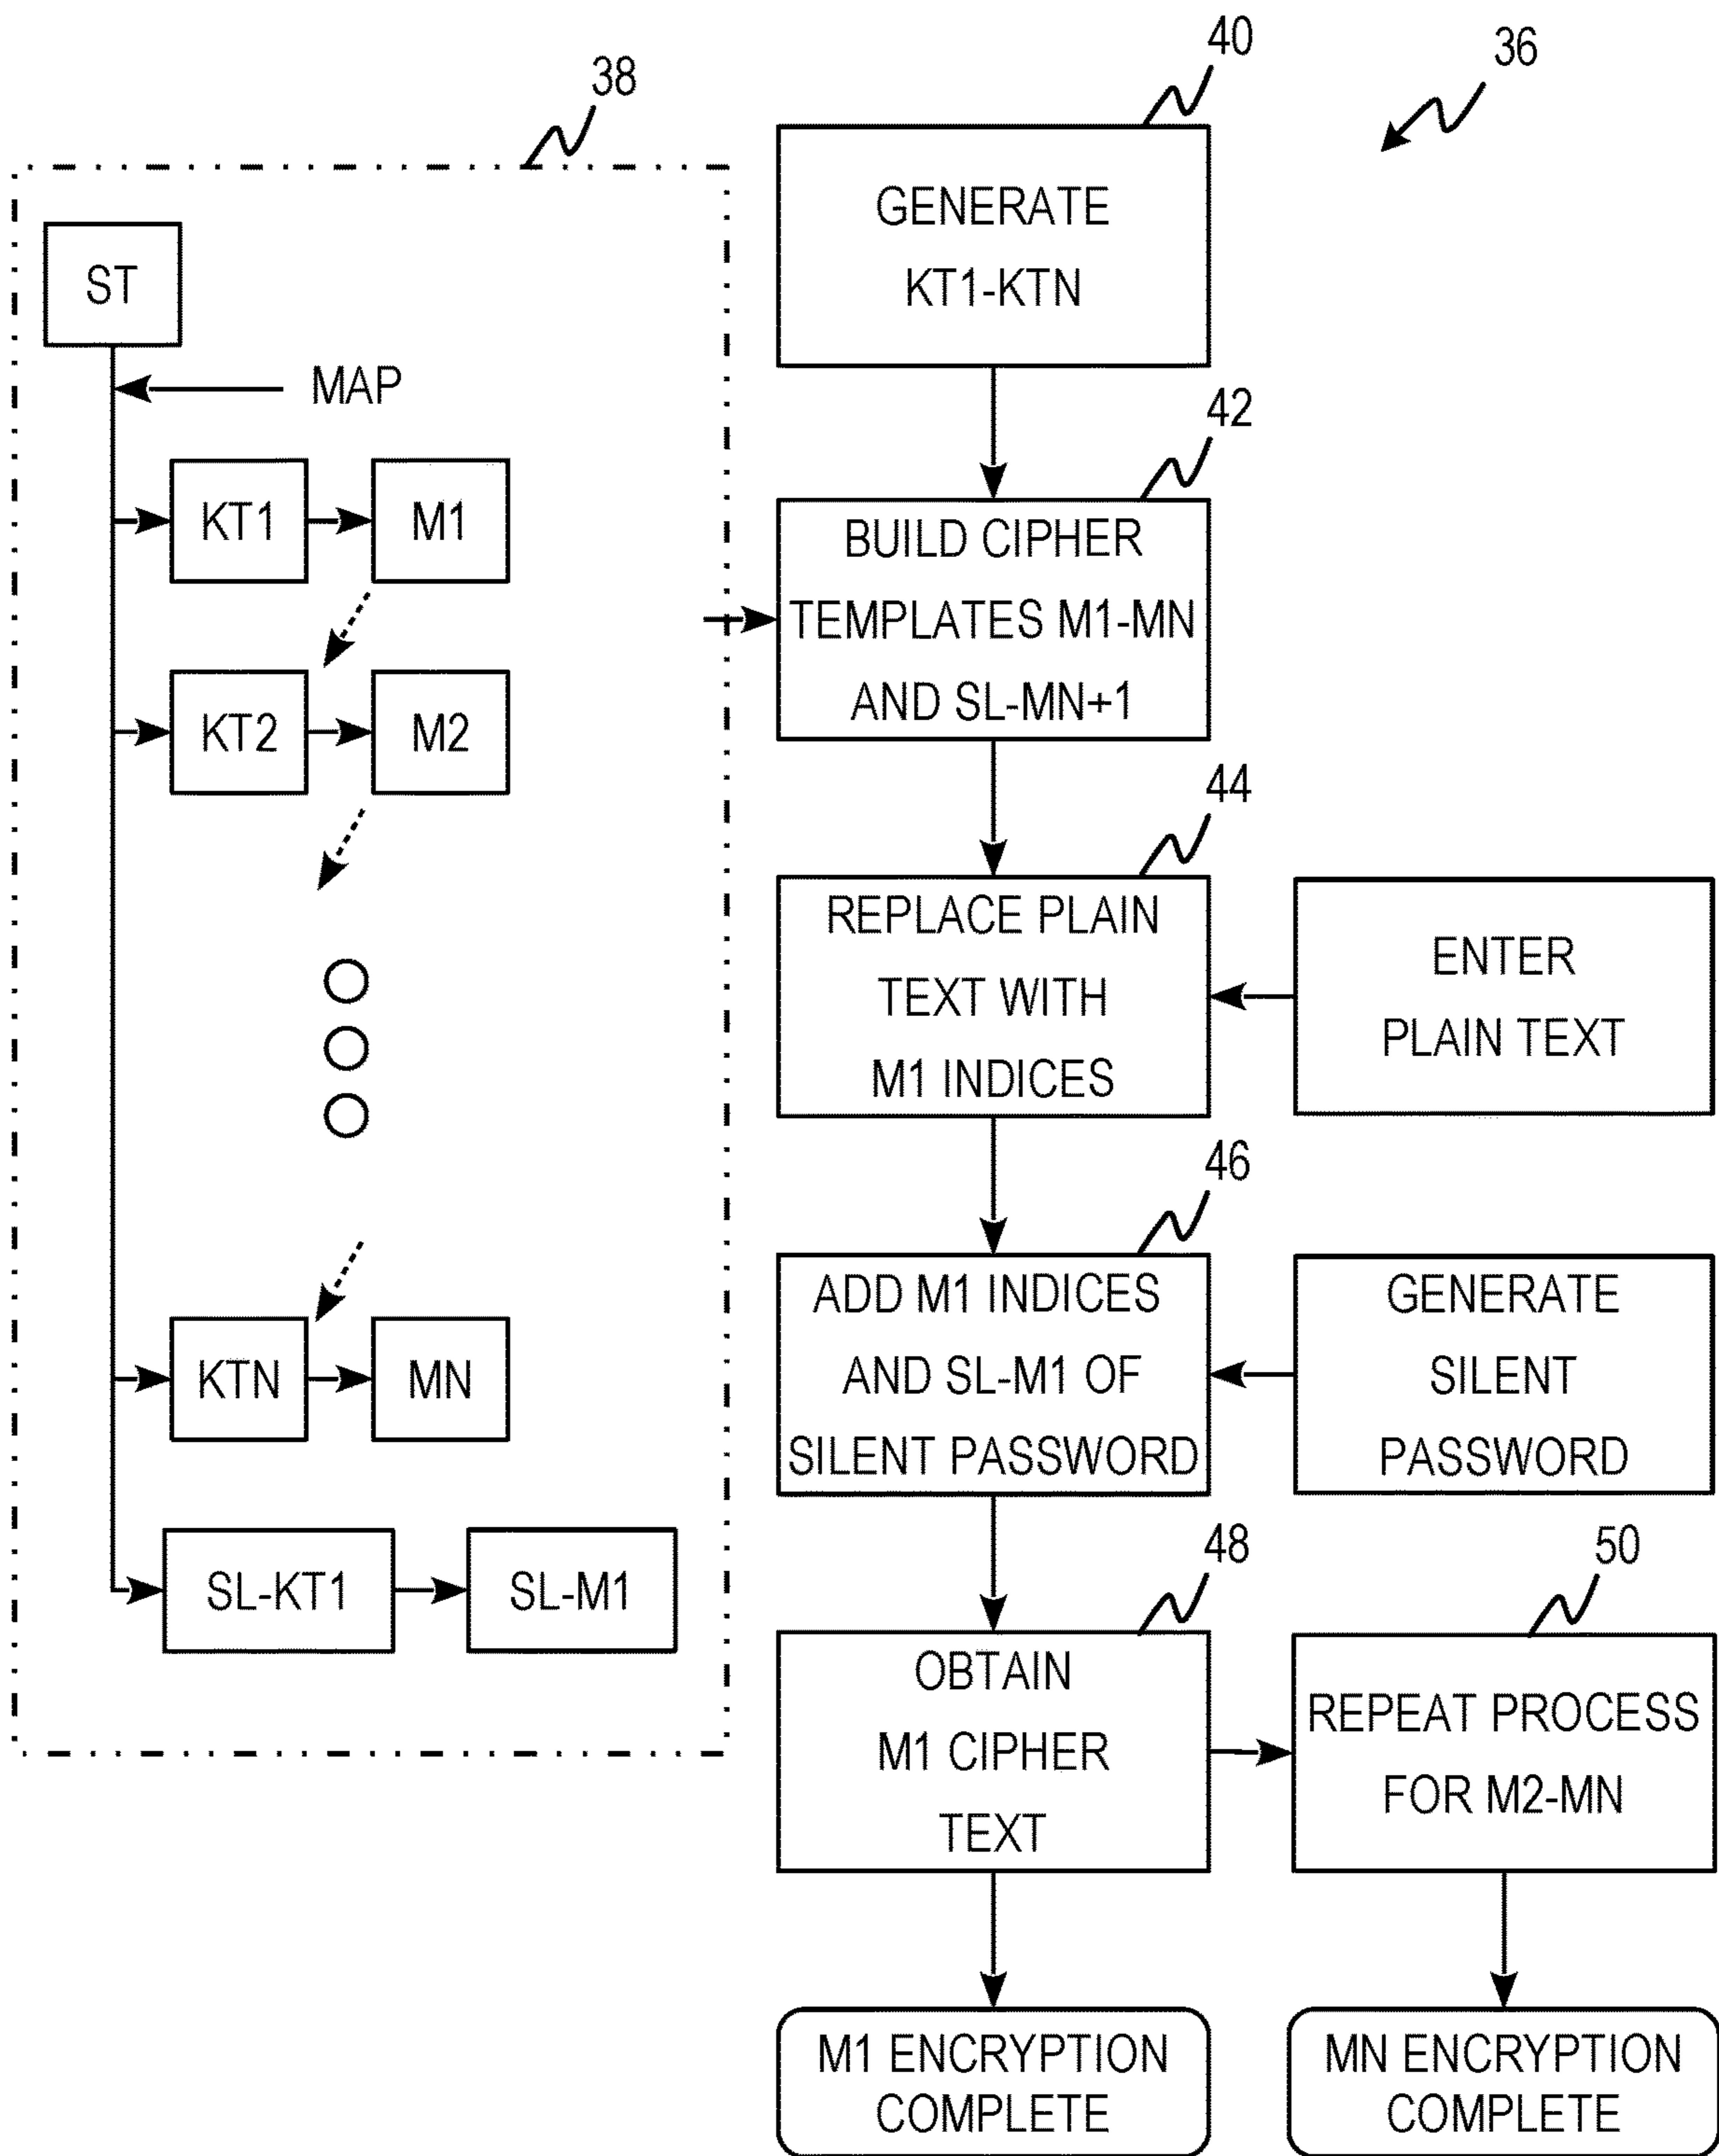 40
36
38
GENERATE
KT1-KTN
ST
MAP
42
KT1
M1
BUILD CIPHER
TEMPLATES M1-MN
AND SL-MN+1
KT2
M2
44
REPLACE PLAIN
TEXT WITH
M1 INDICES
ENTER
PLAIN TEXT
46
ADD M1 INDICES
AND SL-M1 OF
SILENT PASSWORD
GENERATE
SILENT
PASSWORD
KTN
MN
48
50
SL-KT1
SL-M1
OBTAIN
M1 CIPHER
TEXT
REPEAT PROCESS
FOR M2-MN
M1 ENCRYPTION
COMPLETE
MN ENCRYPTION
COMPLETE